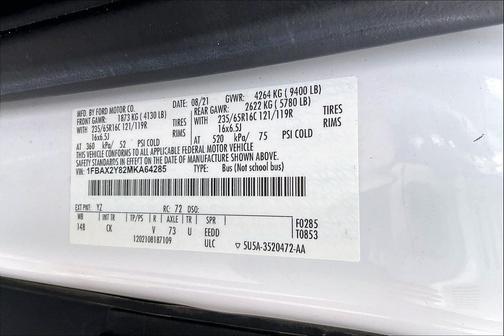 MFD. BY FORD MOTOR CO.
DATE: 08/21 GVWR: 4264 KG ( 9400 LB)
FRONT GAWR: 1873 KG ( 4130 LB) REAR GAWR: 2622 KG ( 5780 LB)
WITH 235/65R16C 121/119R TIRES WITH 235/65R16C 121/119R TIRES
16x6.5J RIMS 16x6.5J RIMS
AT 360 kPa/ 52 PSI COLD AT 520 kPa/ 75 PSI COLD
THIS VEHICLE CONFORMS TO ALL APPLICABLE FEDERAL MOTOR VEHICLE
SAFETY STANDARDS IN EFFECT ON THE DATE OF MANUFACTURE SHOWN ABOVE.
VIN: 1FBAX2Y82MKA64285 TYPE: Bus (Not school bus)
EXT PNT: YZ RC: 72 DSO:
WB INT TR TP/PS R AXLE TR SPR F0285
148 CK V 73 U EEDD T0853
1202108187109 ULC 5U5A-3520472-AA